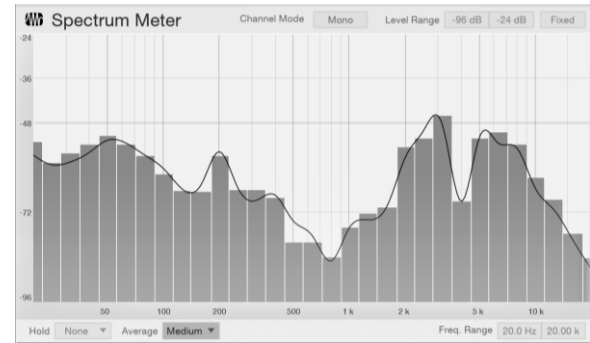 Spectrum Meter Channel Mode Mono Level Range -96 dB -24 dB Fixed
-24
-36
-48
-72
-96
50 100 200 500 1 k 2 k 5 k 10 k
Hold None Average Medium Freq. Range 20.0 Hz 20.00 k